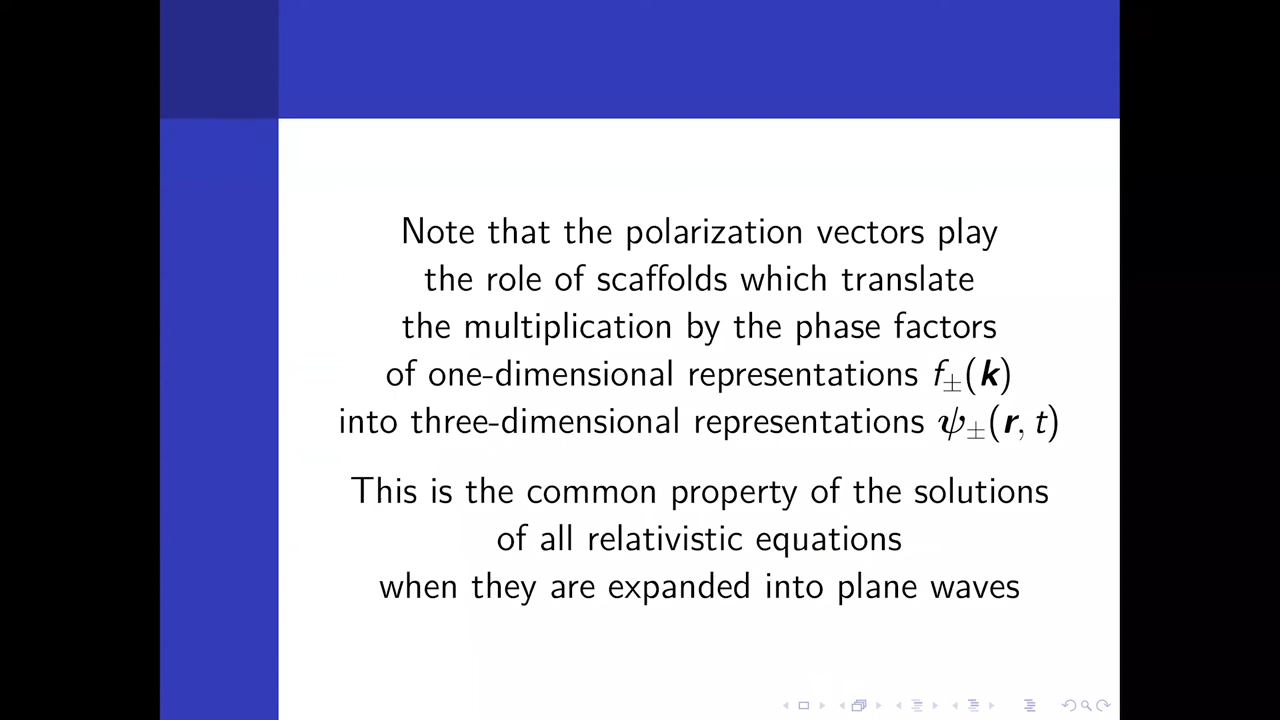 Note that the polarization vectors play
the role of scaffolds which translate
the multiplication by the phase factors
of one-dimensional representations f±(k)
into three-dimensional representations ψ±(r, t)
This is the common property of the solutions
of all relativistic equations
when they are expanded into plane waves